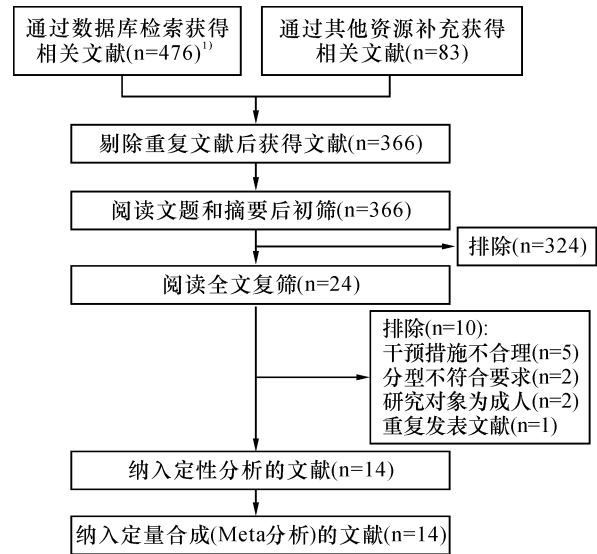 通过数据库检索获得
相关文献(n=476)1)
通过其他资源补充获得
相关文献(n=83)
剔除重复文献后获得文献(n=366)
阅读文题和摘要后初筛(n=366)
排除(n=324)
阅读全文复筛(n=24)
排除(n=10):
干预措施不合理(n=5)
分型不符合要求(n=2)
研究对象为成人(n=2)
重复发表文献(n=1)
纳入定性分析的文献(n=14)
纳入定量合成(Meta分析)的文献(n=14)